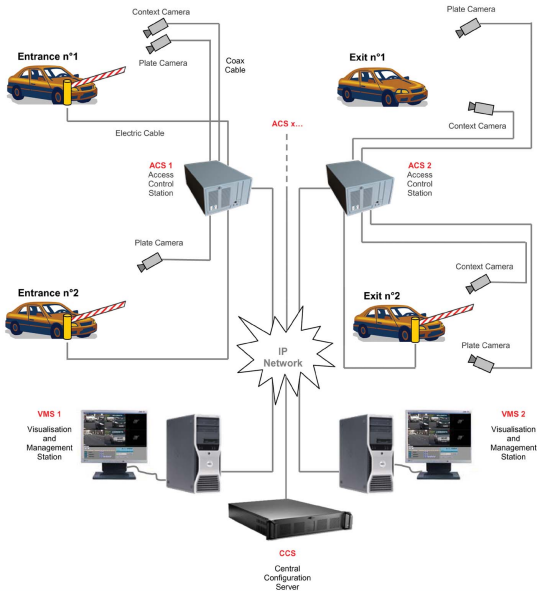 Context Camera
Plate Camera
Entrance n°1
Exit n°1
Plate Camera
Coax
Cable
Context Camera
ACS x...
Electric Cable
ACS 1
Access
Control
Station
ACS 2
Access
Control
Station
Plate Camera
Context Camera
Entrance n°2
Exit n°2
Plate Camera
IP
Network
VMS 1
Visualisation
and
Management
Station
VMS 2
Visualisation
and
Management
Station
CCS
Central
Configuration
Server